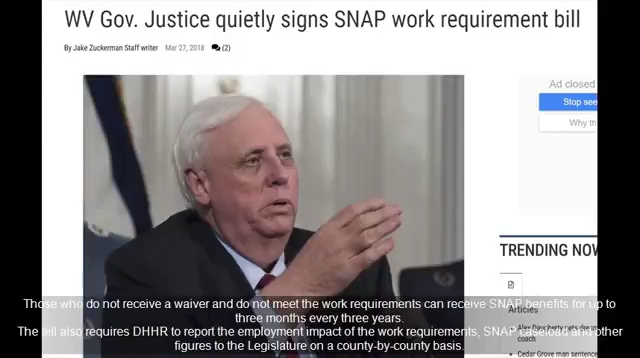 WV Gov. Justice quietly signs SNAP work requirement bill
By Jake Zuckerman Staff writer Mar 27, 2018 (2)
Ad closed
Stop see
Why th
TRENDING NOW
Articles
Those who do not receive a waiver and do not meet the work requirements can receive SNAP benefits for up to
three months every three years.
The bill also requires DHHR to report the employment impact of the work requirements, SNAP caseload and other
figures to the Legislature on a county-by-county basis.
coach
Cedar Grove man sentence